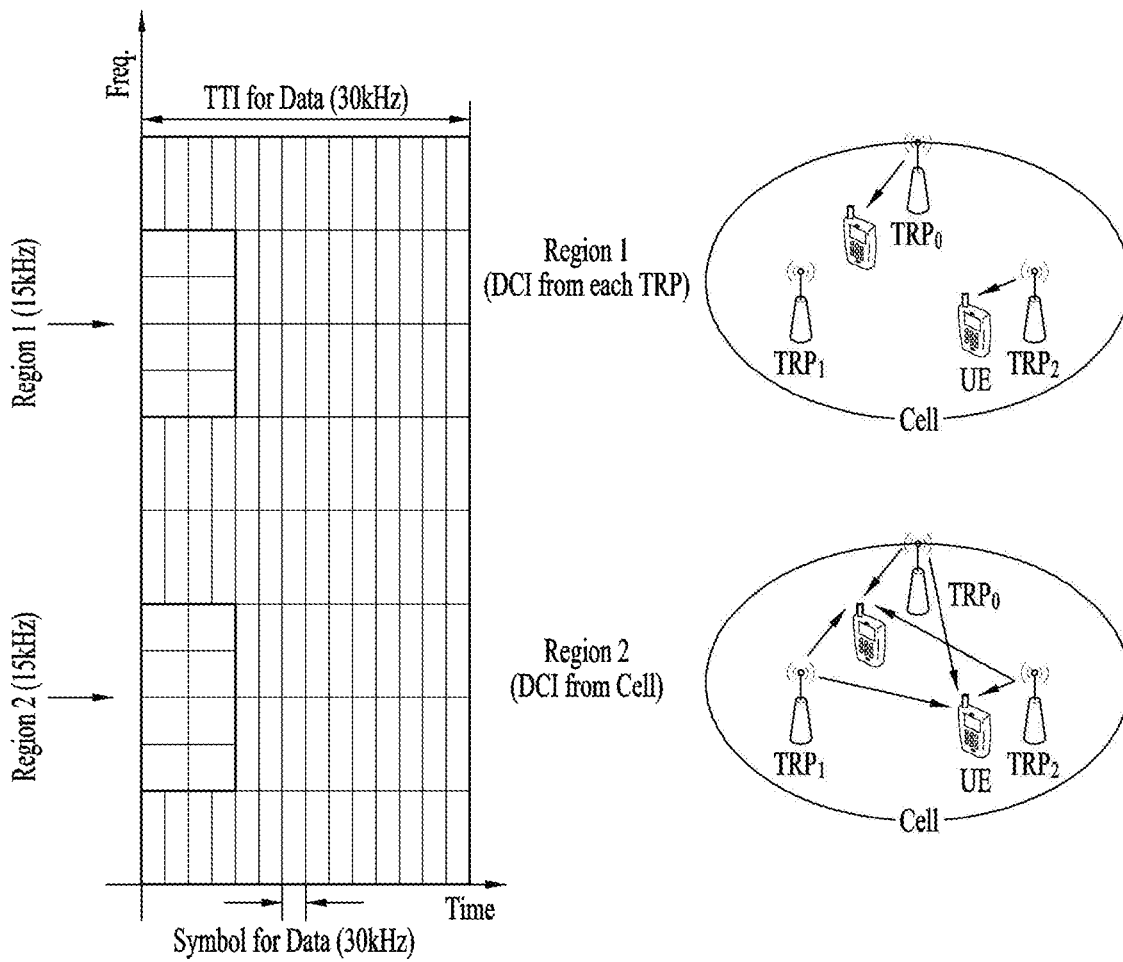 Freq.
TTI for Data (30kHz)
Region 1 (15kHz)
Region 2 (15kHz)
Time
Symbol for Data (30kHz)
Region 1
(DCI from each TRP)
TRP₀
TRP₁
TRP₂
UE
Cell
Region 2
(DCI from Cell)
TRP₀
TRP₁
TRP₂
UE
Cell